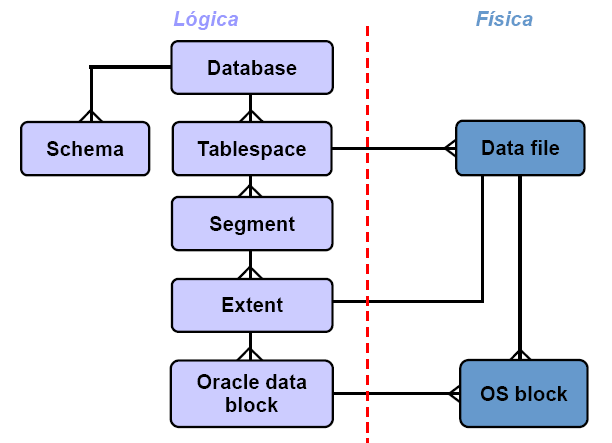 Lógica
Física
Database
Schema
Tablespace
Data file
Segment
Extent
Oracle data
block
OS block